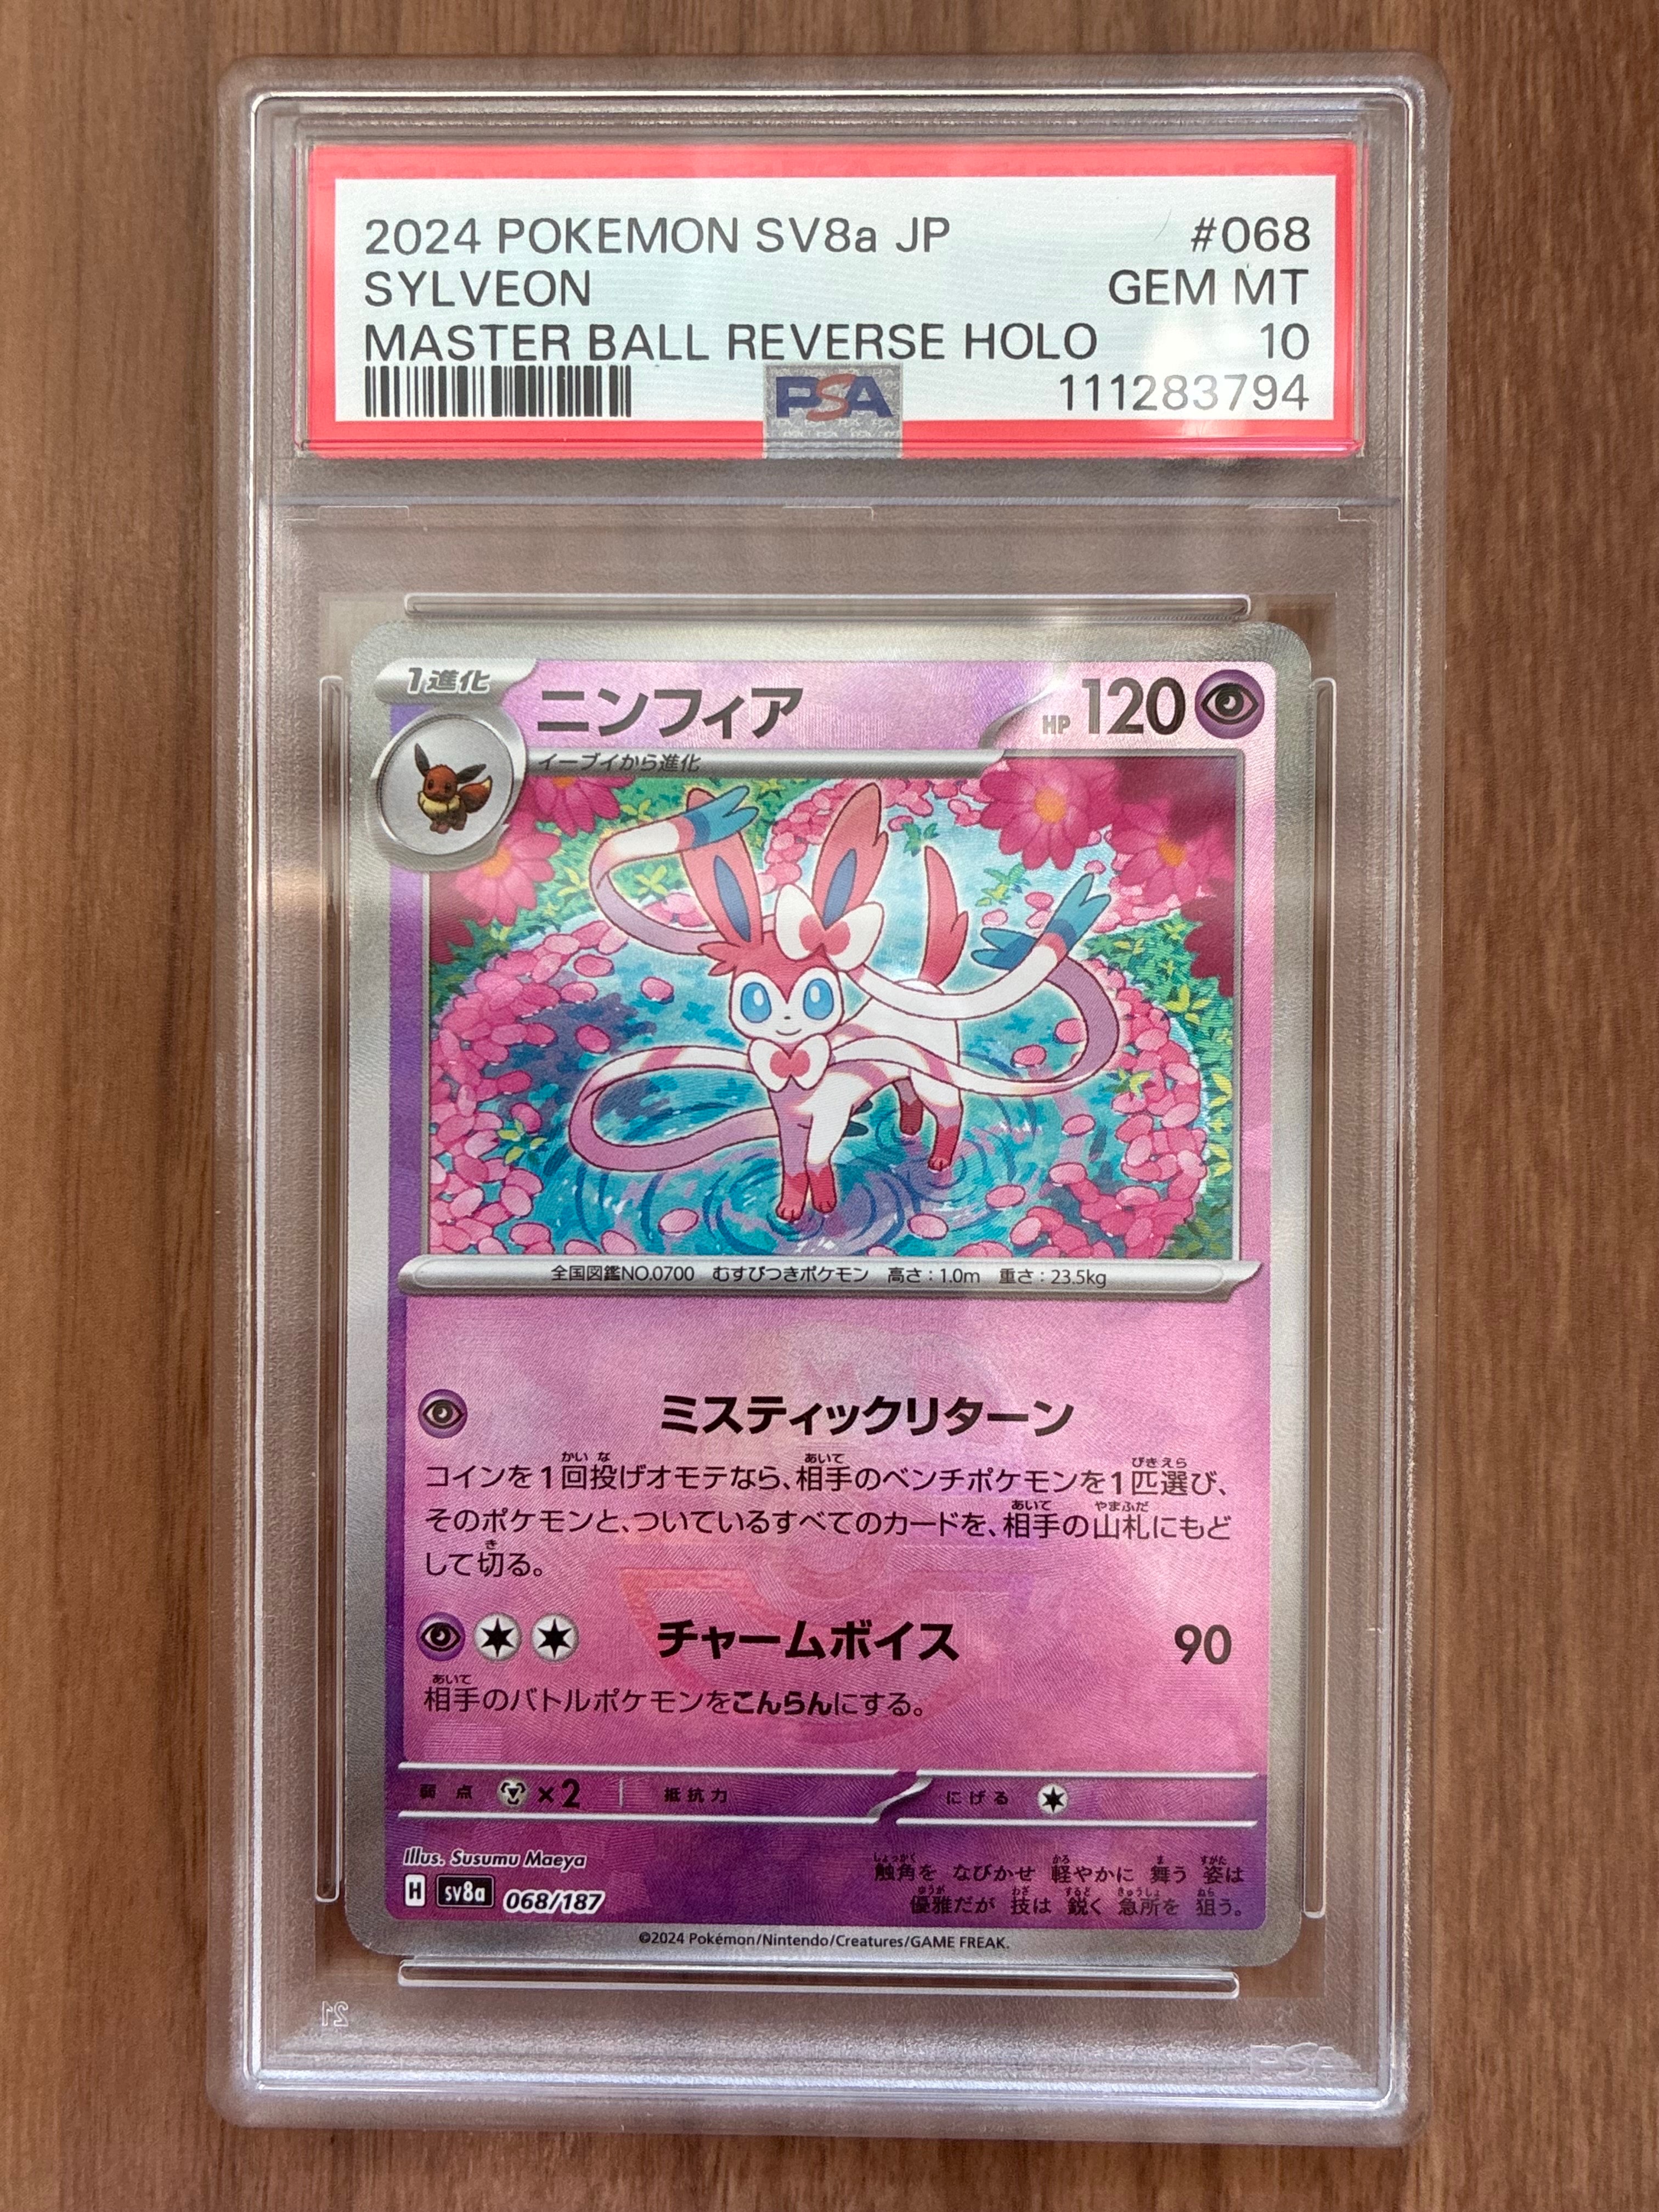 2024 POKEMON SV8a JP #068
SYLVEON GEM MT
MASTER BALL REVERSE HOLO 10
PSA 111283794
1進化 ニンフィア HP 120
イーブイから進化
全国図鑑NO.0700 むすびつきポケモン 高さ:1.0m 重さ:23.5kg
ミスティックリターン
コインを1回投げオモテなら、相手のベンチポケモンを1匹選び、
そのポケモンと、ついているすべてのカードを、相手の山札にもど
して切る。
チャームボイス 90
相手のバトルポケモンをこんらんにする。
弱点 ×2 抵抗力 にげる
Illus. Susumu Maeya
触角を なびかせ 軽やかに 舞う 姿は
優雅だが 技は 鋭く 急所を 狙う。
H sv8a 068/187
©2024 Pokémon/Nintendo/Creatures/GAME FREAK.
21
PSA